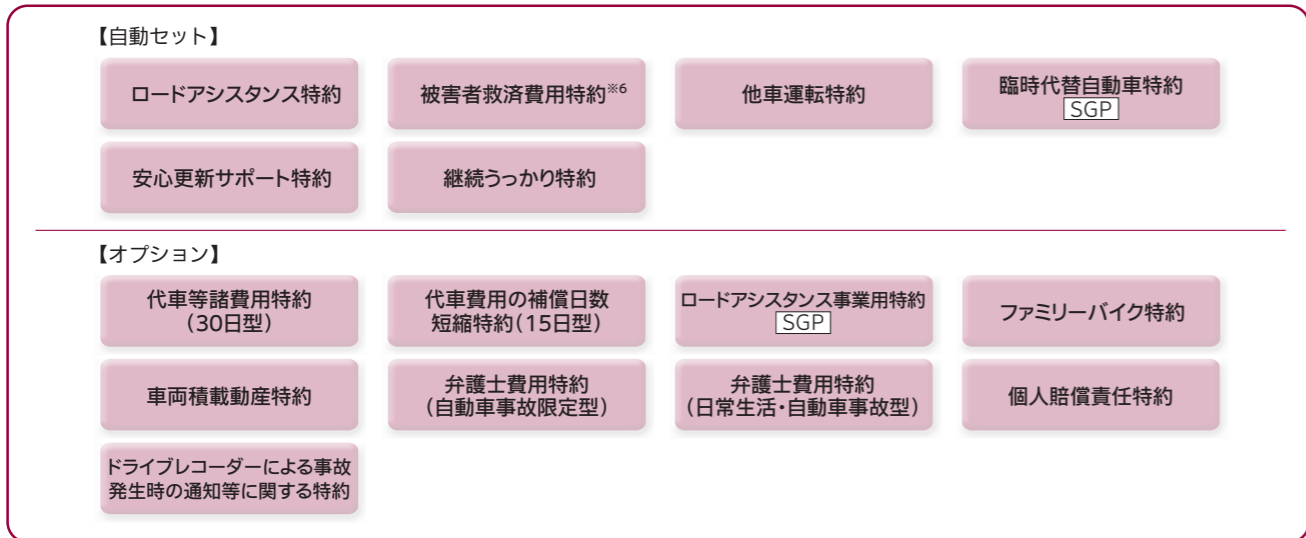 【自動セット】
ロードアシスタンス特約
被害者救済費用特約※6
他車運転特約
臨時代替自動車特約
SGP
安心更新サポート特約
継続うっかり特約
【オプション】
代車等諸費用特約
（30日型）
代車費用の補償日数
短縮特約（15日型）
ロードアシスタンス事業用特約
SGP
ファミリーバイク特約
車両積載動産特約
弁護士費用特約
（自動車事故限定型）
弁護士費用特約
（日常生活・自動車事故型）
個人賠償責任特約
ドライブレコーダーによる事故
発生時の通知等に関する特約